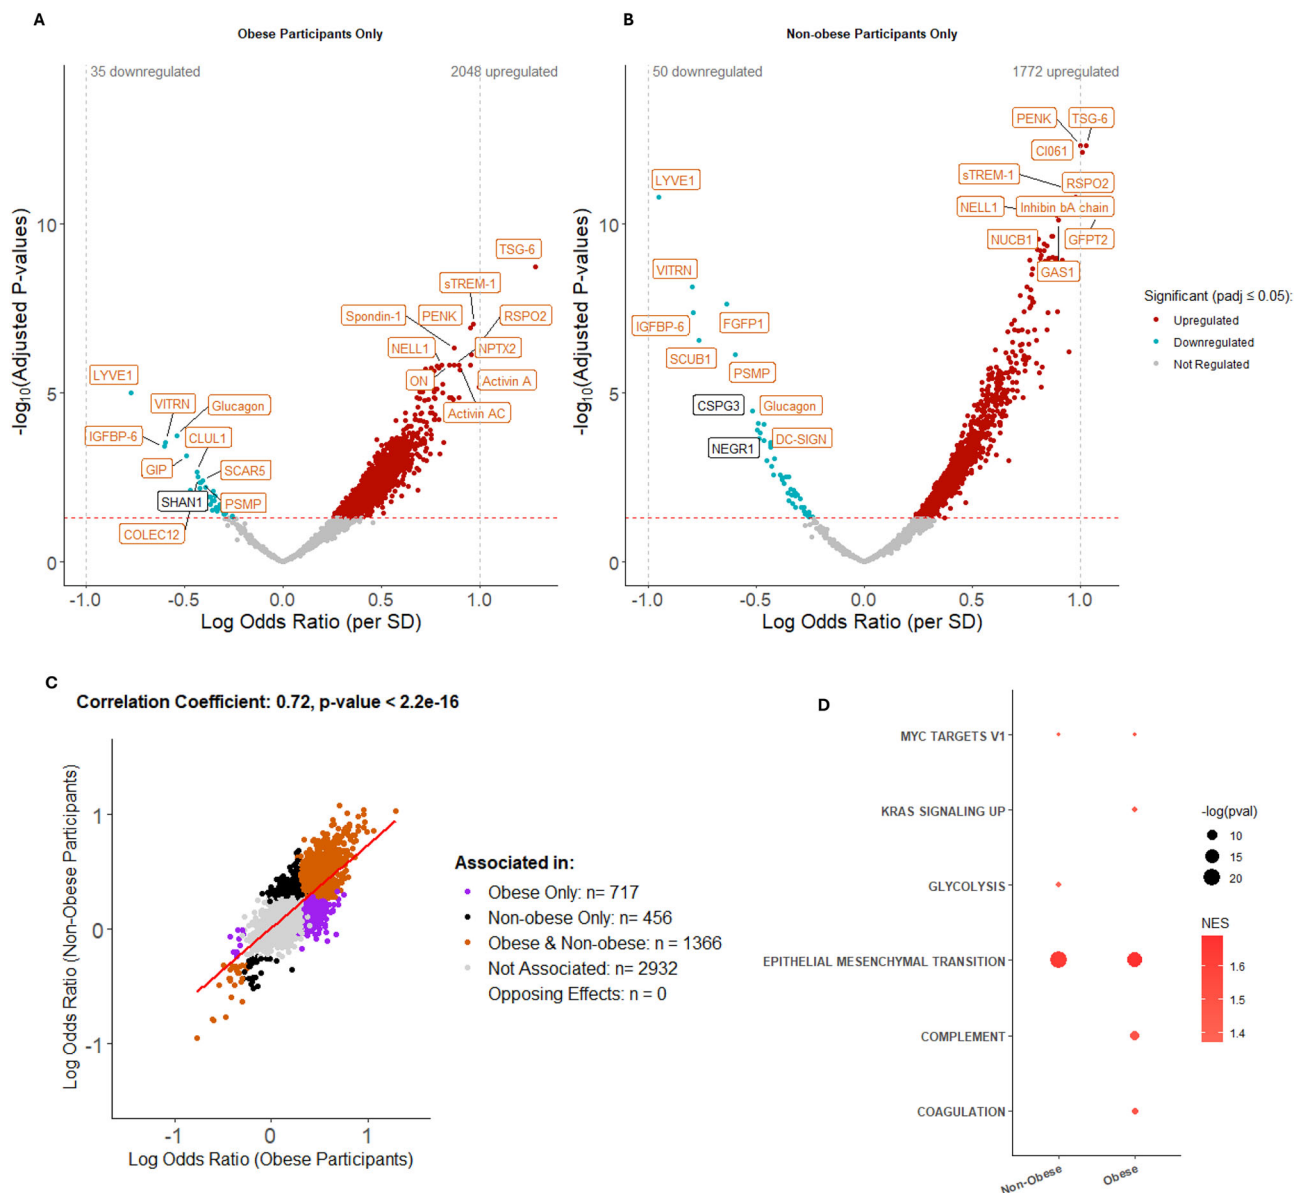 A
Obese Participants Only
35 downregulated
2048 upregulated
TSG-6
sTREM-1
Spondin-1
PENK
RSPO2
NELL1
NPTX2
ON
Activin A
Activin AC
LYVE1
VITRN
Glucagon
IGFBP-6
CLUL1
GIP
SCAR5
SHAN1
PSMP
COLEC12
10
5
0
-log10(Adjusted P-values)
-1.0
-0.5
0.0
0.5
1.0
Log Odds Ratio (per SD)
B
Non-obese Participants Only
50 downregulated
1772 upregulated
PENK
TSG-6
CI061
sTREM-1
RSPO2
NELL1
Inhibin bA chain
NUCB1
GFPT2
GAS1
LYVE1
VITRN
IGFBP-6
FGFP1
SCUB1
PSMP
CSPG3
Glucagon
NEGR1
DC-SIGN
10
5
0
-log10(Adjusted P-values)
-1.0
-0.5
0.0
0.5
1.0
Log Odds Ratio (per SD)
Significant (padj ≤ 0.05):
Upregulated
Downregulated
Not Regulated
C
Correlation Coefficient: 0.72, p-value < 2.2e-16
1
0
-1
Log Odds Ratio (Non-Obese Participants)
-1
0
1
Log Odds Ratio (Obese Participants)
Associated in:
Obese Only: n= 717
Non-obese Only: n= 456
Obese & Non-obese: n = 1366
Not Associated: n= 2932
Opposing Effects: n = 0
D
MYC TARGETS V1
KRAS SIGNALING UP
GLYCOLYSIS
EPITHELIAL MESENCHYMAL TRANSITION
COMPLEMENT
COAGULATION
Non-Obese
Obese
-log(pval)
10
15
20
NES
1.6
1.5
1.4